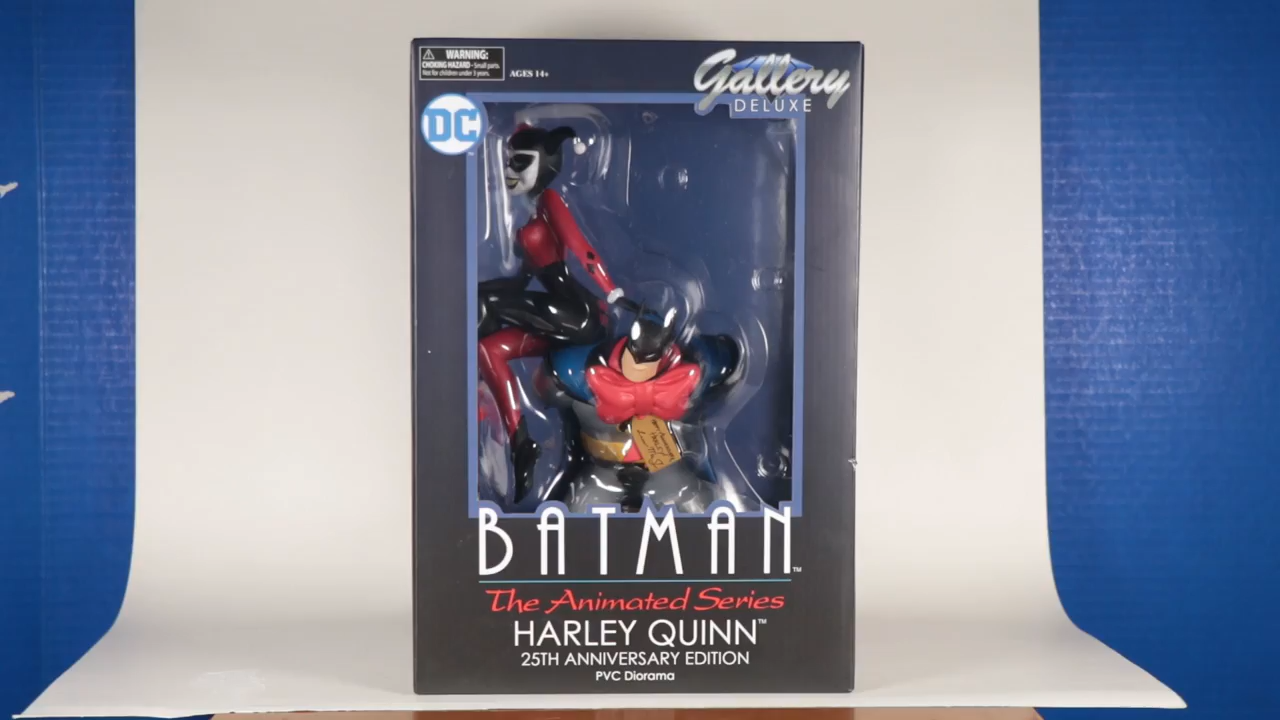 WARNING:
CHOKING HAZARD - Small parts.
Not for children under 3 years.
AGES 14+
Gallery
DELUXE
DC
BATMAN™
The Animated Series
HARLEY QUINN™
25TH ANNIVERSARY EDITION
PVC Diorama